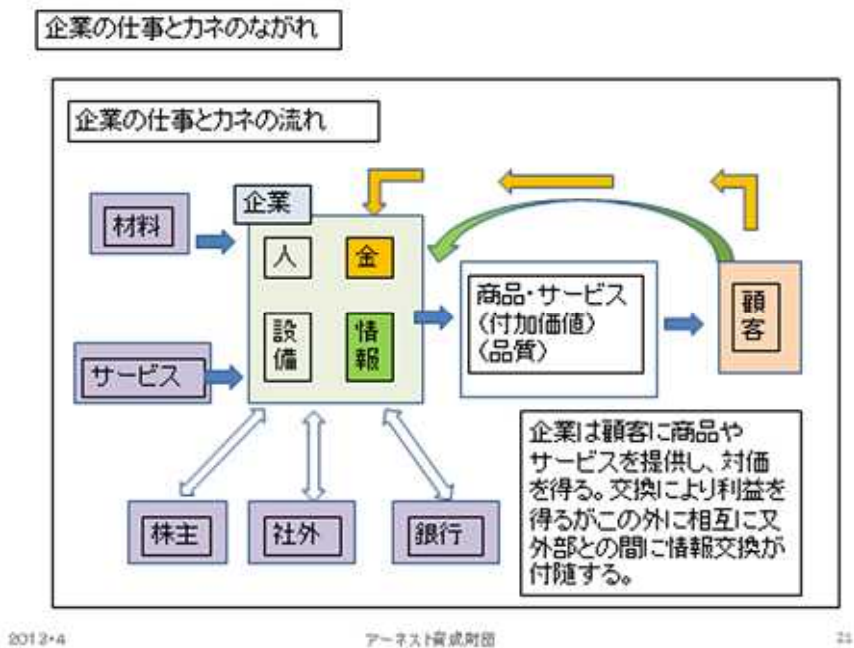 企業の仕事とカネのながれ
企業の仕事とカネの流れ
材料
企業
人
金
設備
情報
サービス
商品・サービス
（付加価値）
（品質）
顧客
株主
社外
銀行
企業は顧客に商品や
サービスを提供し、対価
を得る。交換により利益を
得るがこの外に相互に又
外部との間に情報交換が
付随する。
2013・4
アーネスト育成財団
21